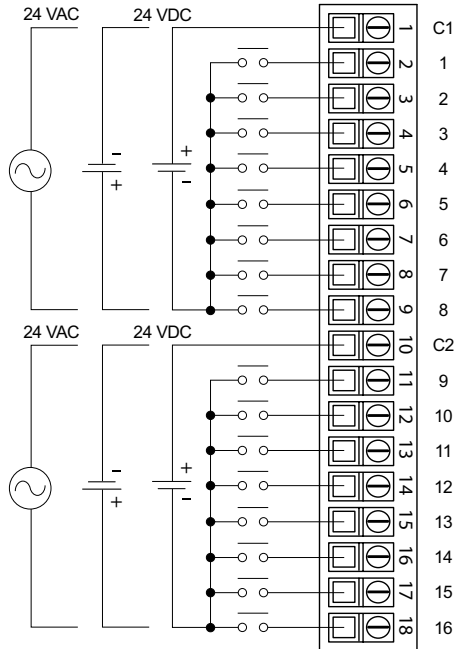 24 VAC 24 VDC
1 C1
2 1
3 2
- + 4 3
+ - 5 4
6 5
7 6
8 7
9 8
24 VAC 24 VDC
10 C2
11 9
12 10
13 11
- + 14 12
+ - 15 13
16 14
17 15
18 16